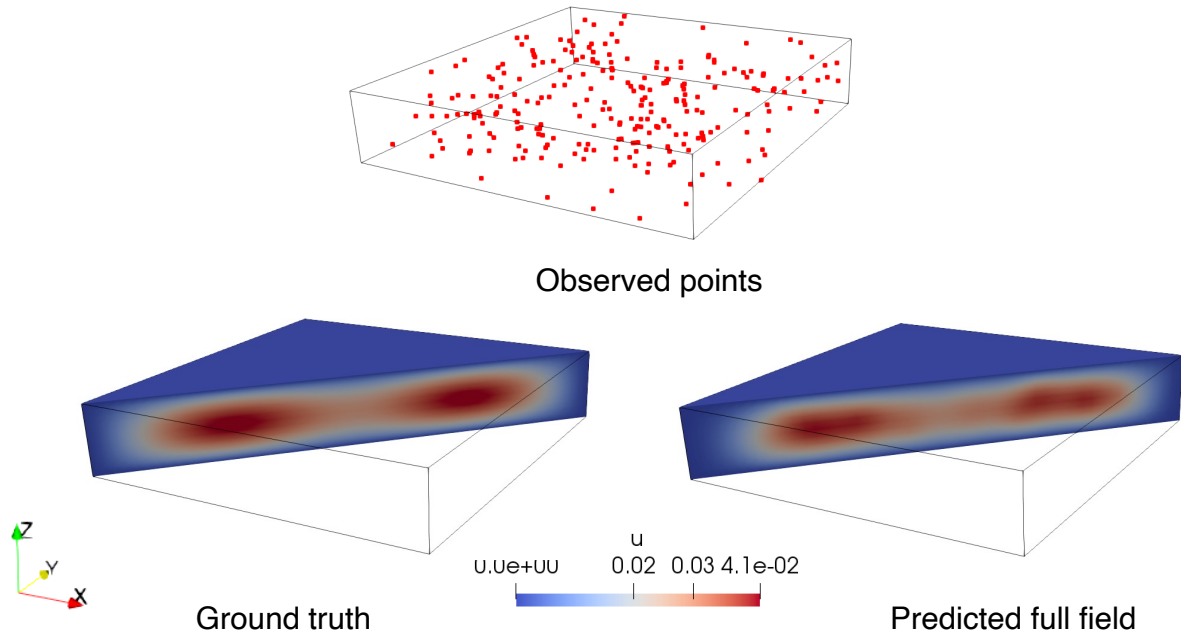 Observed points
Z
Y
X
u
0.0e+00 0.02 0.03 4.1e-02
Ground truth
Predicted full field